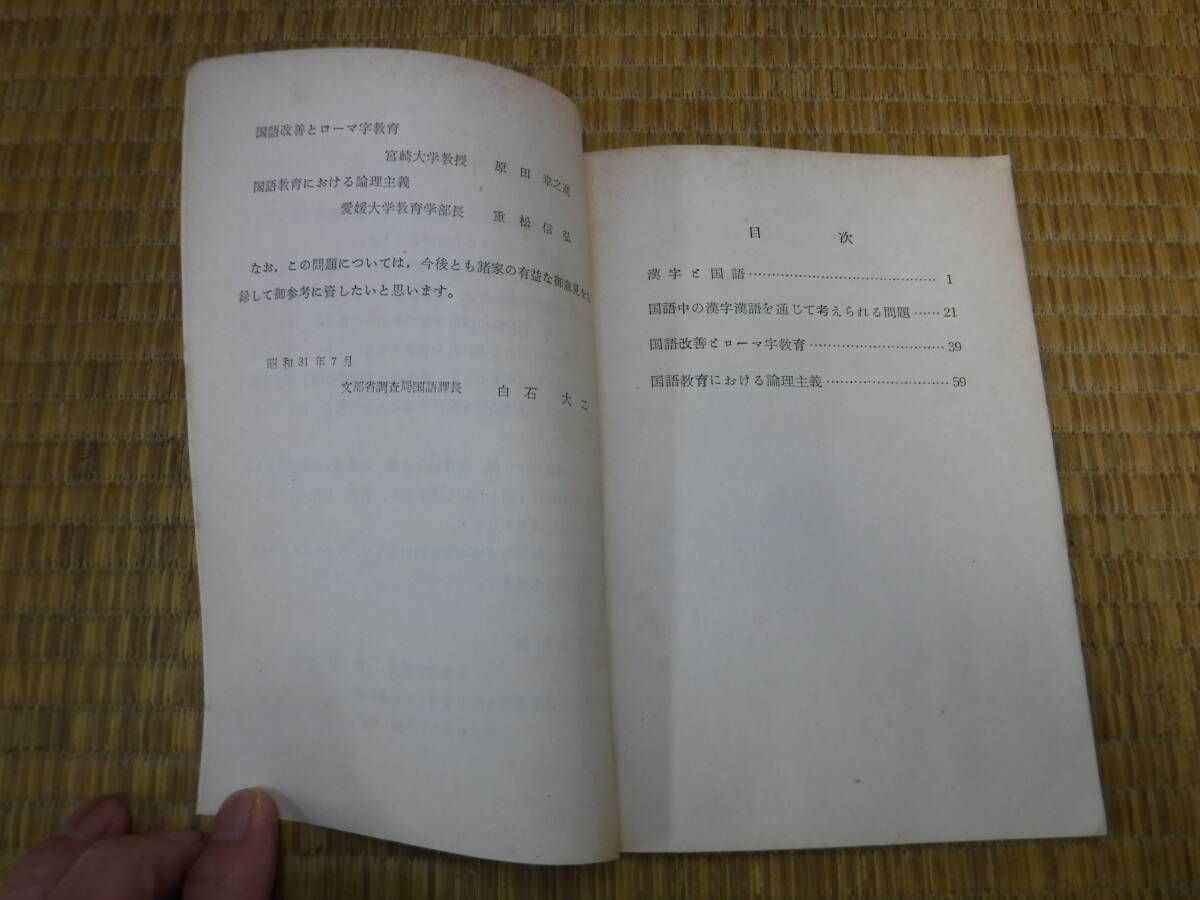 国語改善とローマ字教育
宮崎大学教授 原田章之進
国語教育における論理主義
愛媛大学教育学部長 重松信弘
なお，この問題については，今後とも諸家の有益な御意見を
録して御参考に資したいと思います。
昭和31年7月
文部省調査局国語課長 白石大二
目次
漢字と国語……………………………………1
国語中の漢字漢語を通じて考えられる問題……21
国語改善とローマ字教育…………………………39
国語教育における論理主義………………………59